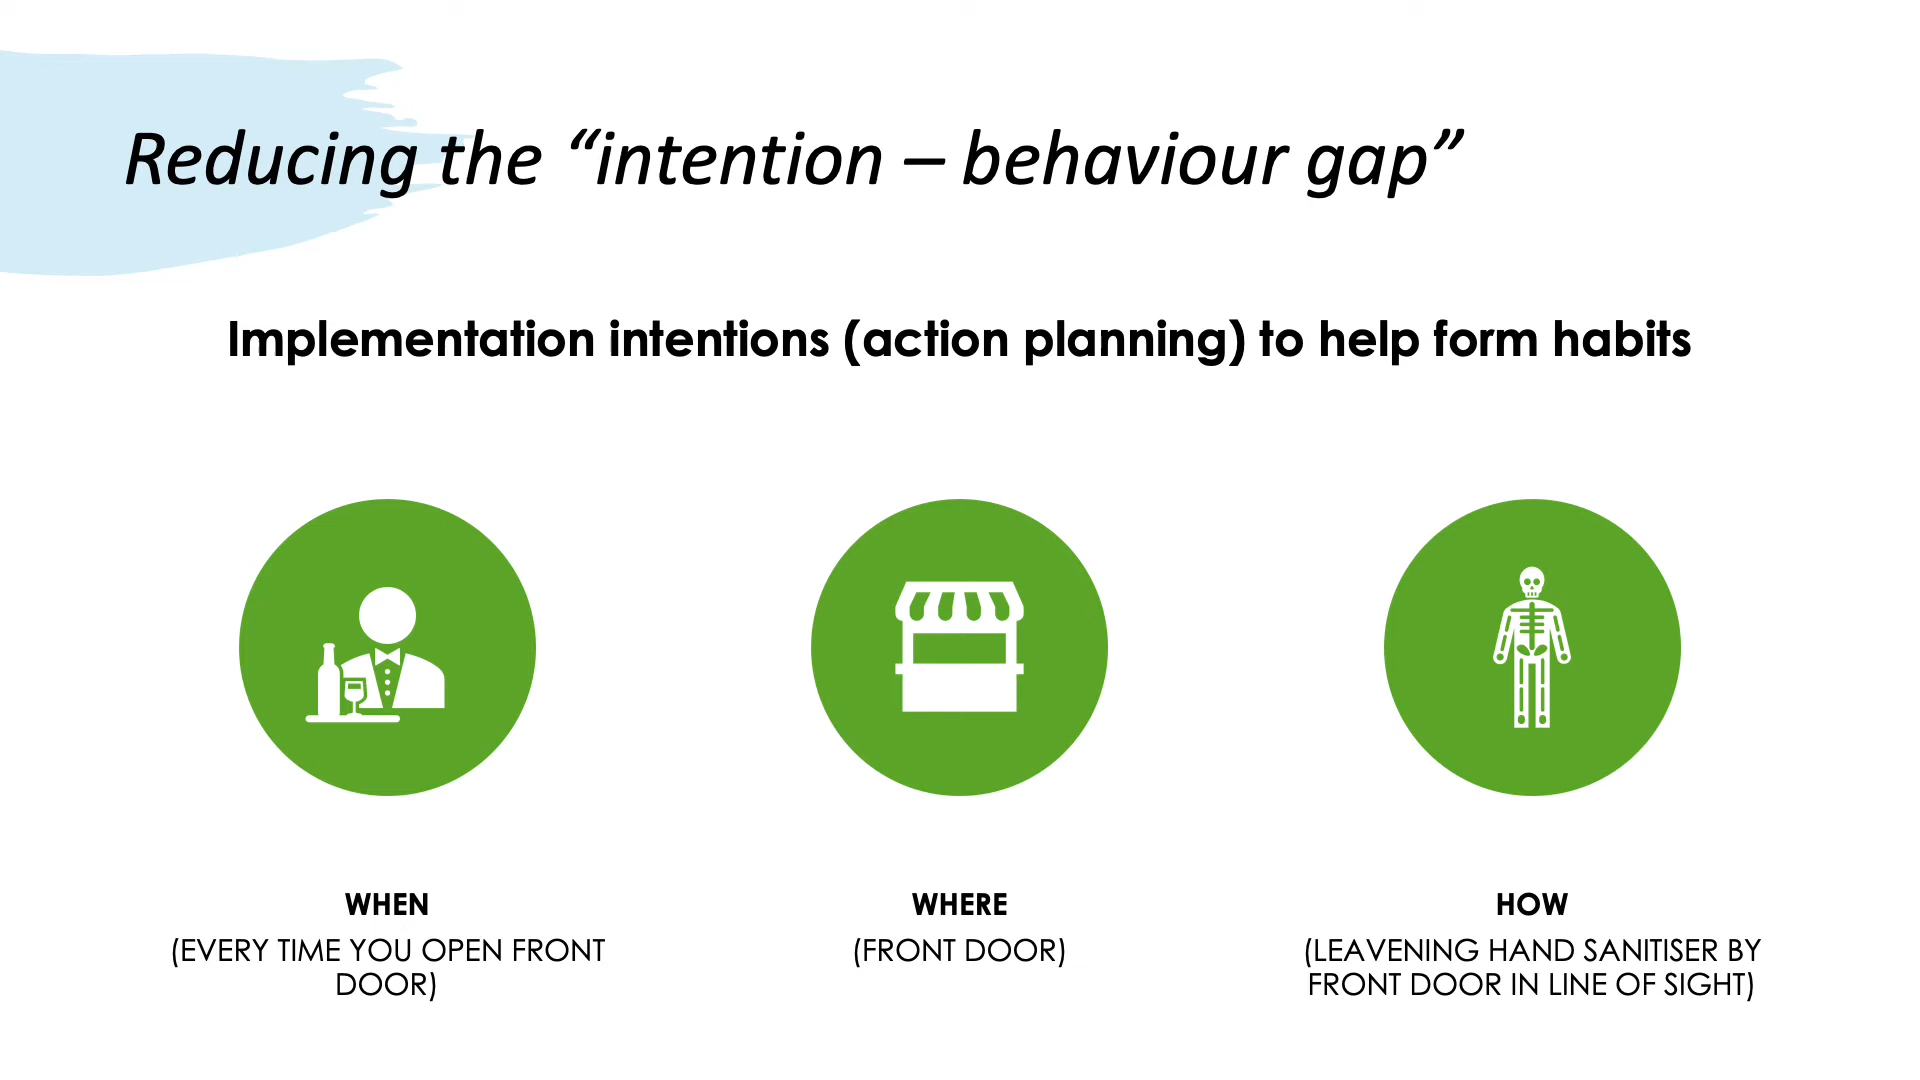 Reducing the “intention – behaviour gap”
Implementation intentions (action planning) to help form habits
WHEN
(EVERY TIME YOU OPEN FRONT
DOOR)
WHERE
(FRONT DOOR)
HOW
(LEAVENING HAND SANITISER BY
FRONT DOOR IN LINE OF SIGHT)